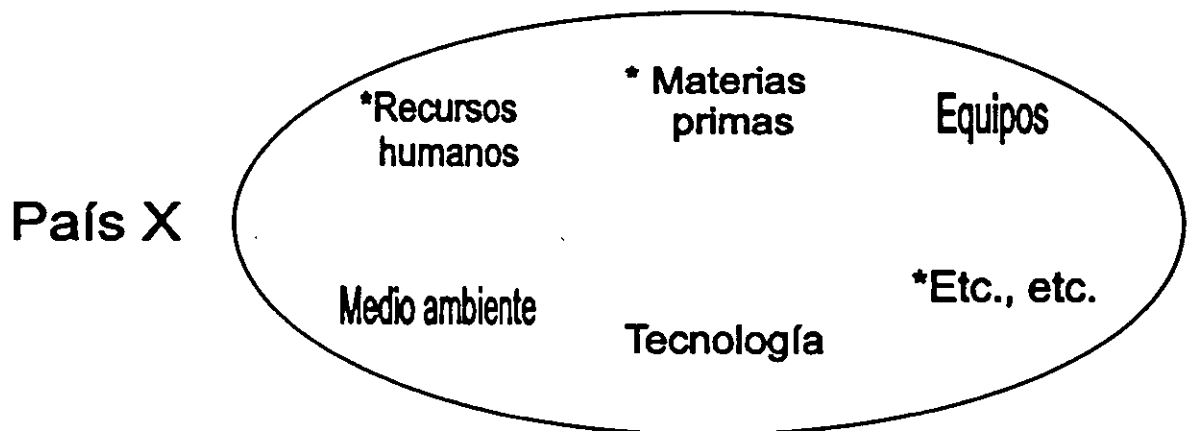 País X
*Recursos
humanos
* Materias
primas
Equipos
Medio ambiente
Tecnología
*Etc., etc.